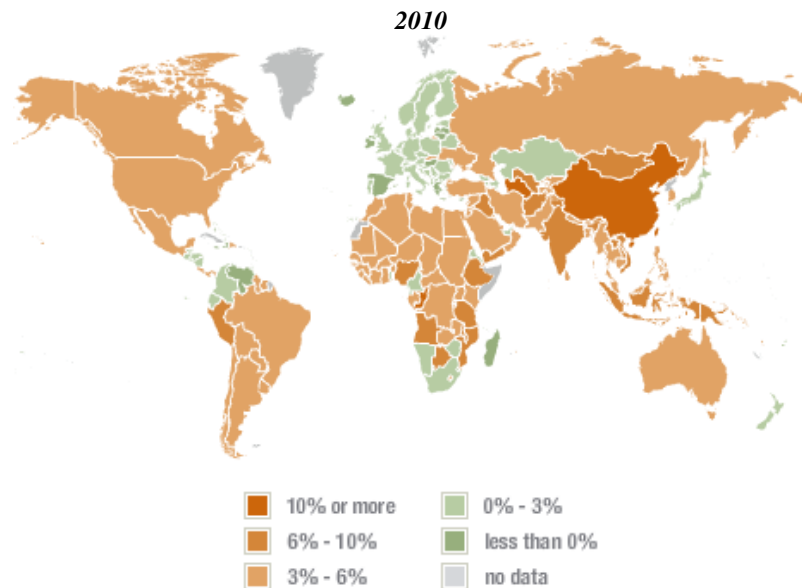 2010
10% or more
0% - 3%
6% - 10%
less than 0%
3% - 6%
no data